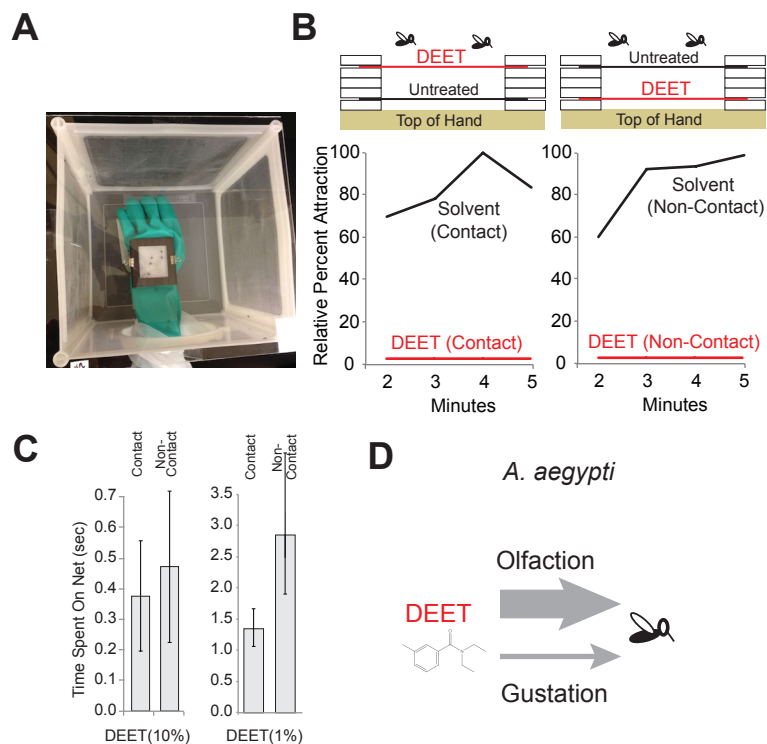 A
B
DEET
Untreated
Top of Hand
Untreated
DEET
Top of Hand
Relative Percent Attraction
100
80
60
40
20
0
Solvent
(Contact)
DEET (Contact)
2 3 4 5
Minutes
100
80
60
40
20
0
Solvent
(Non-Contact)
DEET (Non-Contact)
2 3 4 5
Minutes
C
Contact
Non-
Contact
Time Spent On Net (sec)
0.7
0.6
0.5
0.4
0.3
0.2
0.1
0.0
DEET(10%)
Contact
Non-
Contact
3.5
3.0
2.5
2.0
1.5
1.0
0.5
0.0
DEET(1%)
D
A. aegypti
Olfaction
DEET
O
N
Gustation